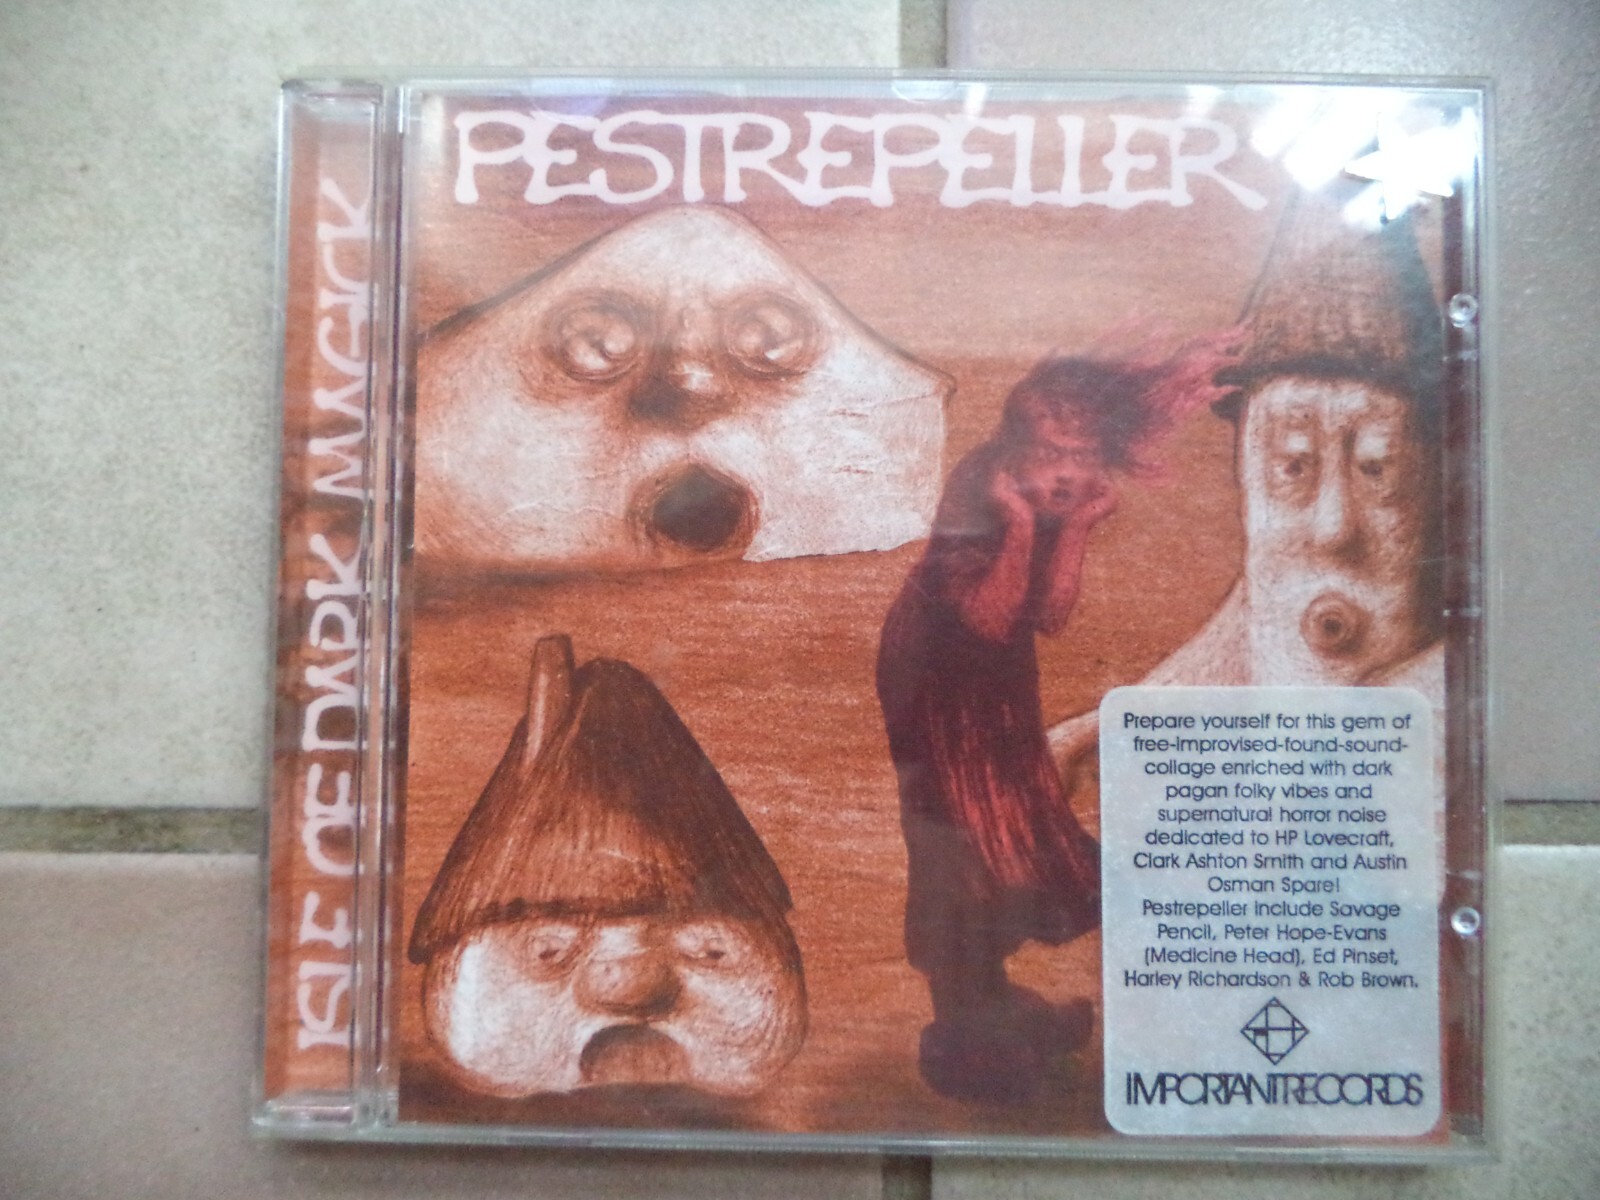 PESTREPELLER
ISLE OF DARK MAGICK
Prepare yourself for this gem of
free-improvised-found-sound-
collage enriched with dark
pagan folky vibes and
supernatural horror noise
dedicated to HP Lovecraft,
Clark Ashton Smith and Austin
Osman Spare!
Pestrepeller include Savage
Pencil, Peter Hope-Evans
(Medicine Head), Ed Pinset,
Harley Richardson & Rob Brown.
IMPORTANTRECORDS